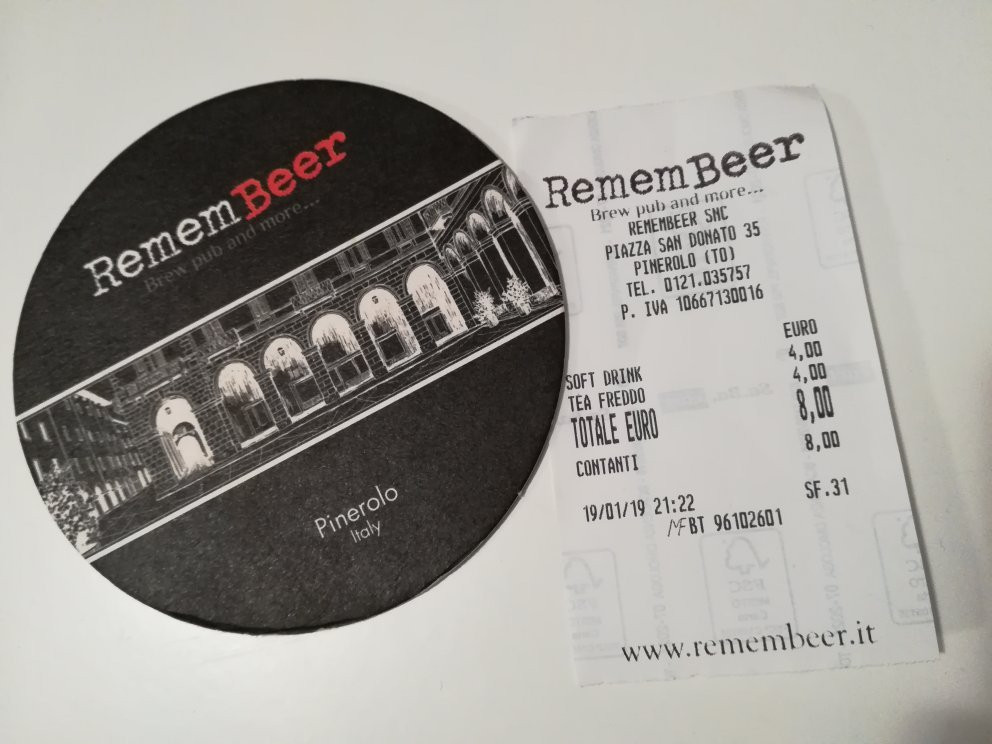 RememBeer
Brew pub and more...
Pinerolo
Italy
RememBeer
Brew pub and more...
REMEMBEER SNC
PIAZZA SAN DONATO 35
PINEROLO (TO)
TEL. 0121.035757
P. IVA 10667130016
EURO
SOFT DRINK 4,00
TEA FREDDO 4,00
TOTALE EURO 8,00
CONTANTI 8,00
19/01/19 21:22 SF.31
MF BT 96102601
www.remembeer.it